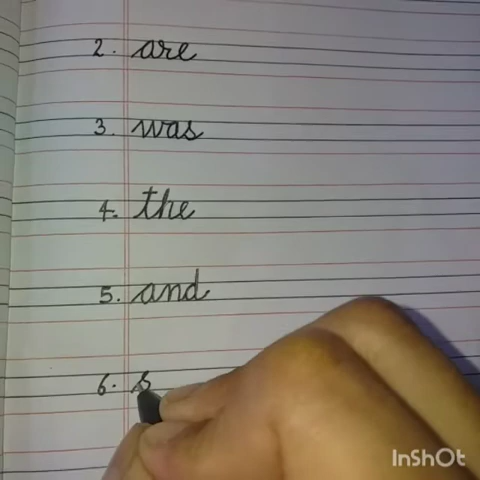 2. are
3. was
4. the
5. and
6. s
InShOt